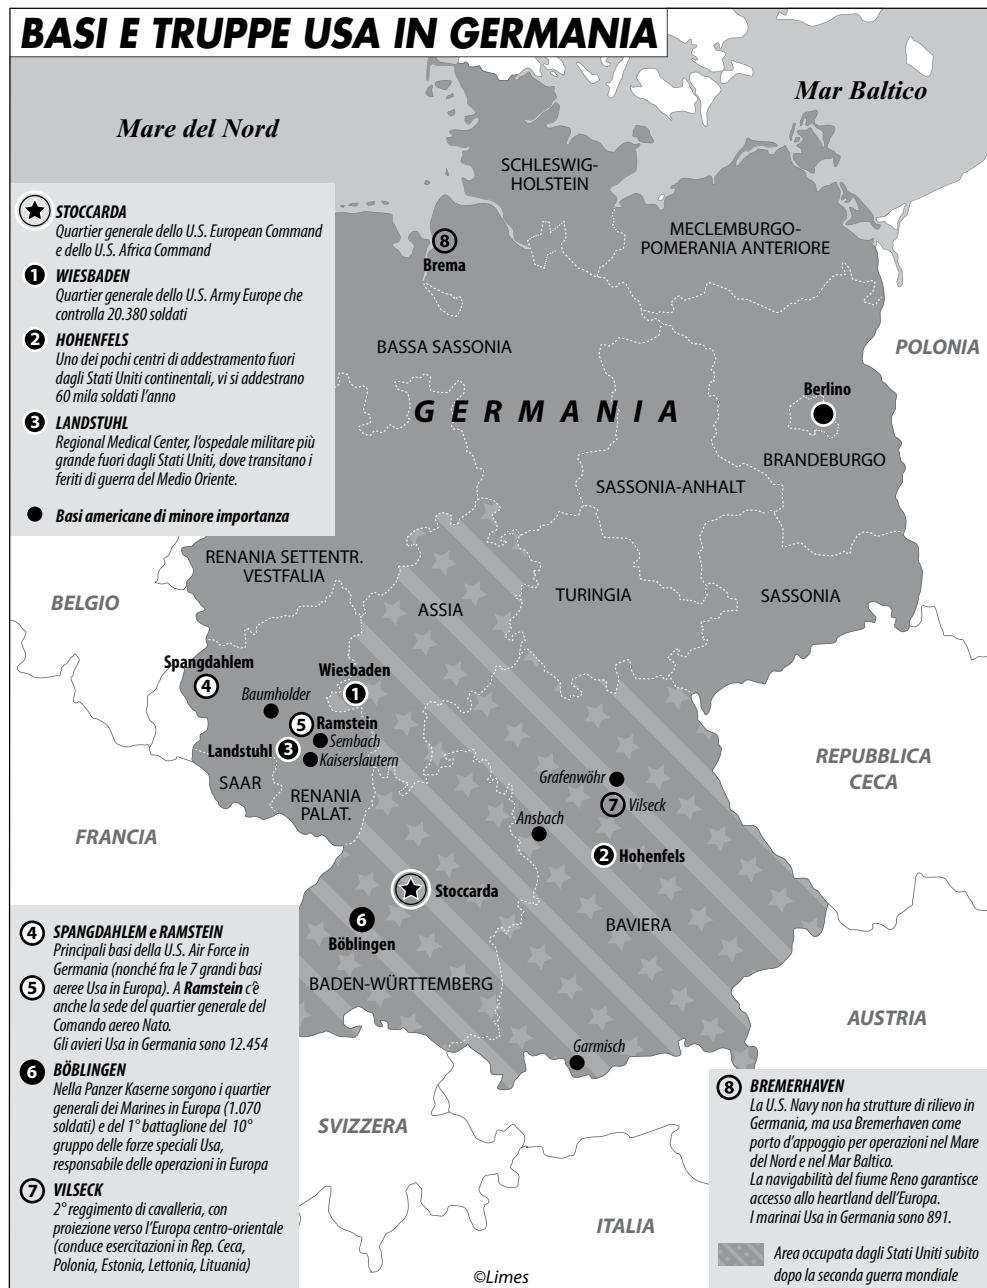 BASI E TRUPPE USA IN GERMANIA
Mare del Nord
Mar Baltico
STOCCARDA
Quartier generale dello U.S. European Command
e dello U.S. Africa Command
1 WIESBADEN
Quartier generale dello U.S. Army Europe che
controlla 20.380 soldati
2 HOHENFELS
Uno dei pochi centri di addestramento fuori
dagli Stati Uniti continentali, vi si addestrano
60 mila soldati l'anno
3 LANDSTUHL
Regional Medical Center, l'ospedale militare più
grande fuori dagli Stati Uniti, dove transitano i
feriti di guerra del Medio Oriente.
Basi americane di minore importanza
SCHLESWIG-
HOLSTEIN
MECLEMBURGO-
POMERANIA ANTERIORE
8
Brema
BASSA SASSONIA
POLONIA
Berlino
GERMANIA
BRANDEBURGO
SASSONIA-ANHALT
RENANIA SETTENTR.
VESTFALIA
BELGIO
ASSIA
TURINGIA
SASSONIA
Spangdahlem
4
Wiesbaden
1
Baumholder
5 Ramstein
Sembach
Landstuhl 3
Kaiserslautern
SAAR
RENANIA
PALAT.
REPUBBLICA
CECA
Grafenwöhr
7 Vilseck
Ansbach
2 Hohenfels
FRANCIA
Stoccarda
6
Böblingen
BAVIERA
BADEN-WÜRTTEMBERG
AUSTRIA
Garmisch
SVIZZERA
ITALIA
4 SPANGDAHLEM e RAMSTEIN
Principali basi della U.S. Air Force in
Germania (nonché fra le 7 grandi basi
5 aeree Usa in Europa). A Ramstein c'è
anche la sede del quartier generale del
Comando aereo Nato.
Gli avieri Usa in Germania sono 12.454
6 BÖBLINGEN
Nella Panzer Kaserne sorgono i quartier
generali dei Marines in Europa (1.070
soldati) e del 1° battaglione del 10°
gruppo delle forze speciali Usa,
responsabile delle operazioni in Europa
7 VILSECK
2° reggimento di cavalleria, con
proiezione verso l'Europa centro-orientale
(conduce esercitazioni in Rep. Ceca,
Polonia, Estonia, Lettonia, Lituania)
8 BREMERHAVEN
La U.S. Navy non ha strutture di rilievo in
Germania, ma usa Bremerhaven come
porto d'appoggio per operazioni nel Mare
del Nord e nel Mar Baltico.
La navigabilità del fiume Reno garantisce
accesso allo heartland dell'Europa.
I marinai Usa in Germania sono 891.
Area occupata dagli Stati Uniti subito
dopo la seconda guerra mondiale
©Limes